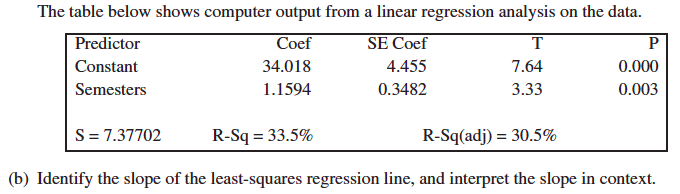 The table below shows computer output from a linear regression analysis on the data.
Predictor Coef SE Coef T P
Constant 34.018 4.455 7.64 0.000
Semesters 1.1594 0.3482 3.33 0.003
S = 7.37702 R-Sq = 33.5% R-Sq(adj) = 30.5%
(b) Identify the slope of the least-squares regression line, and interpret the slope in context.